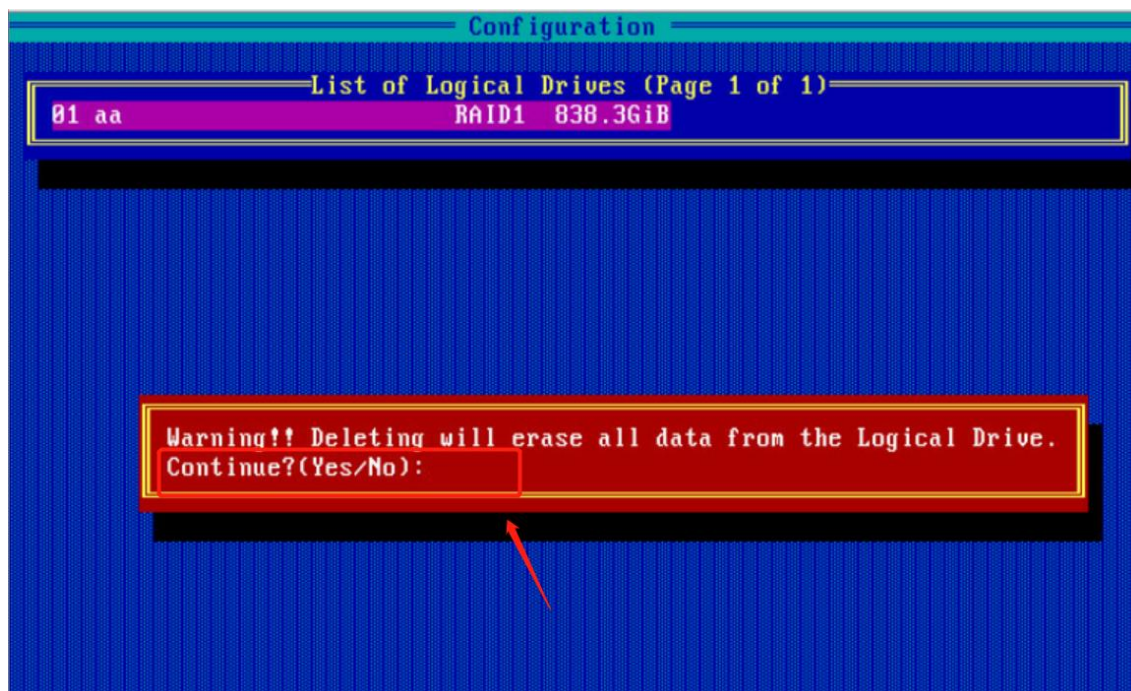 Configuration
List of Logical Drives (Page 1 of 1)
01 aa RAID1 838.3GiB
Warning!! Deleting will erase all data from the Logical Drive.
Continue?(Yes/No):